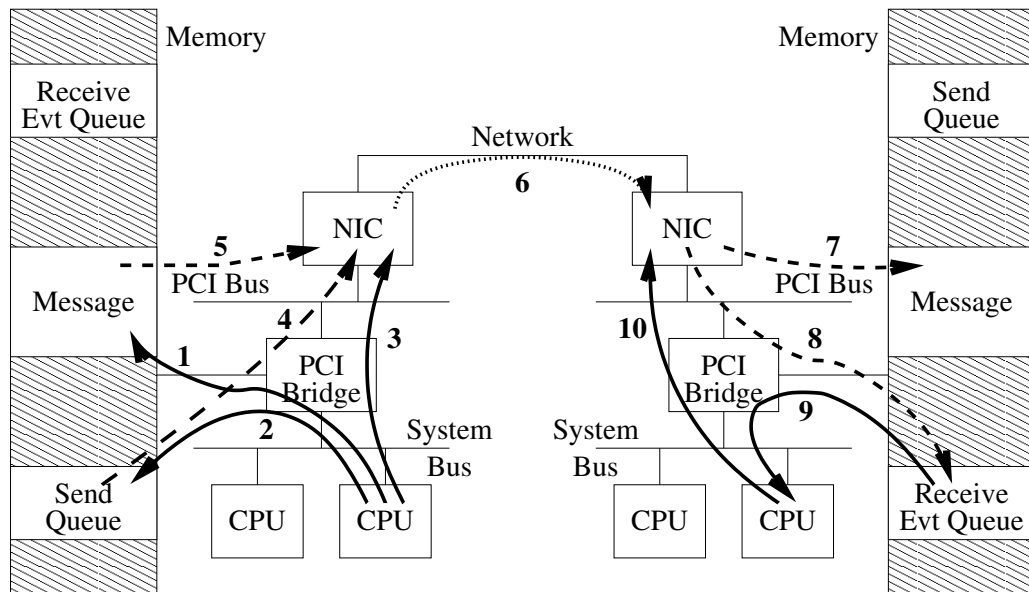 Memory
Memory
Receive
Evt Queue
Send
Queue
Network
6
NIC
NIC
5
7
PCI Bus
PCI Bus
Message
Message
4
3
10
8
1
PCI
Bridge
PCI
Bridge
9
2
System
Bus
System
Bus
Send
Queue
CPU
CPU
CPU
CPU
Receive
Evt Queue